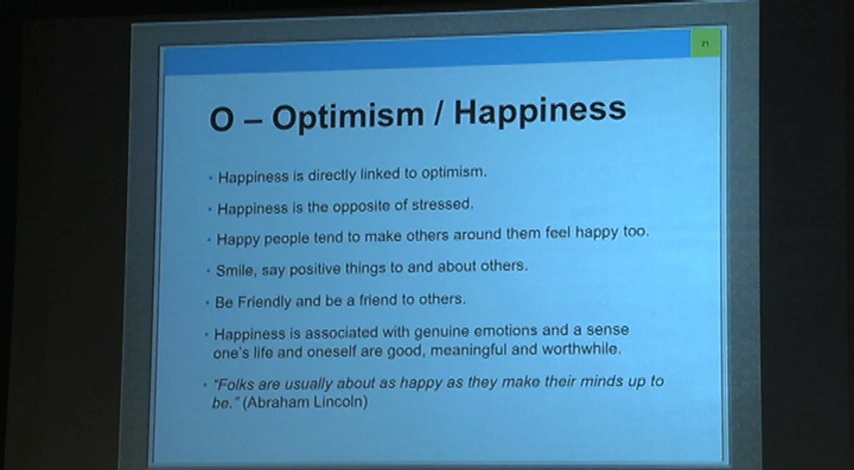 21
O – Optimism / Happiness
• Happiness is directly linked to optimism.
• Happiness is the opposite of stressed.
• Happy people tend to make others around them feel happy too.
• Smile, say positive things to and about others.
• Be Friendly and be a friend to others.
• Happiness is associated with genuine emotions and a sense
one's life and oneself are good, meaningful and worthwhile.
• "Folks are usually about as happy as they make their minds up to
be." (Abraham Lincoln)